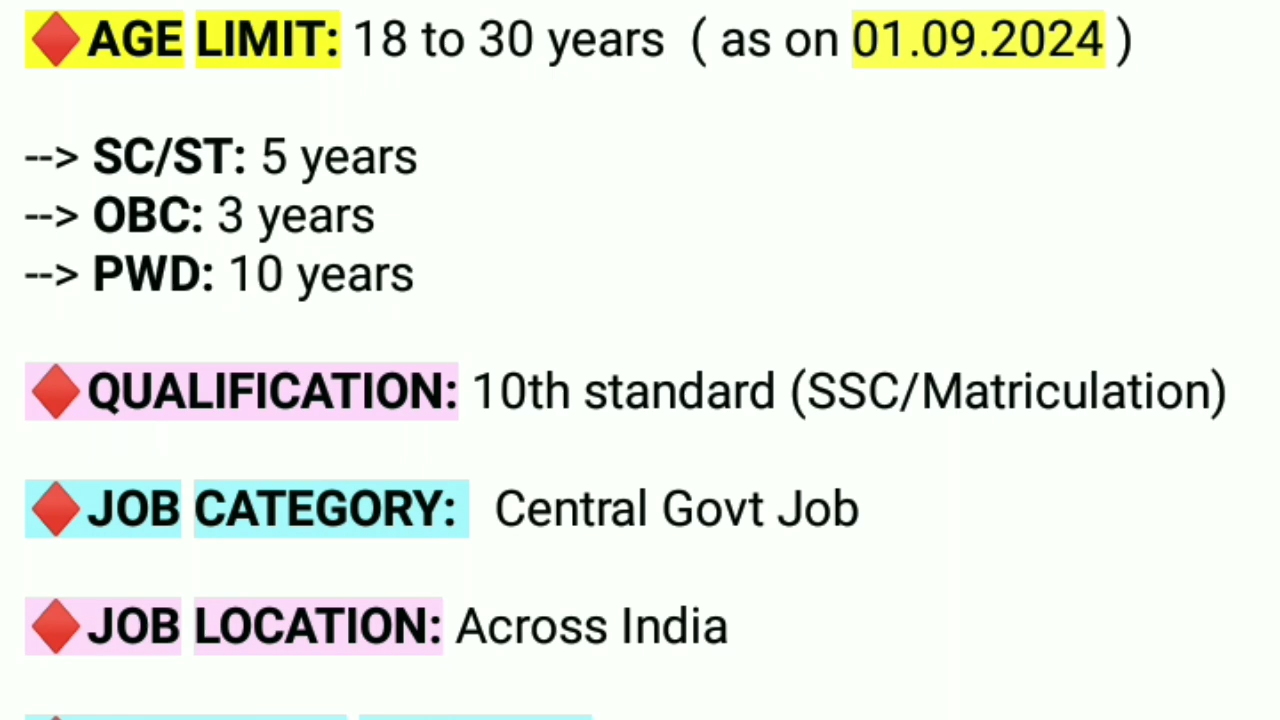 ♦AGE LIMIT: 18 to 30 years ( as on 01.09.2024 )
--> SC/ST: 5 years
--> OBC: 3 years
--> PWD: 10 years
♦QUALIFICATION: 10th standard (SSC/Matriculation)
♦JOB CATEGORY: Central Govt Job
♦JOB LOCATION: Across India